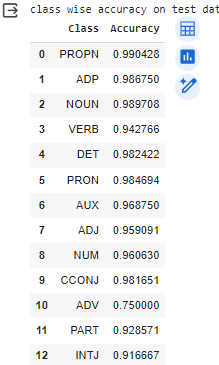 class wise accuracy on test dat
Class Accuracy
0 PROPN 0.990428
1 ADP 0.986750
2 NOUN 0.989708
3 VERB 0.942766
4 DET 0.982422
5 PRON 0.984694
6 AUX 0.968750
7 ADJ 0.959091
8 NUM 0.960630
9 CCONJ 0.981651
10 ADV 0.750000
11 PART 0.928571
12 INTJ 0.916667